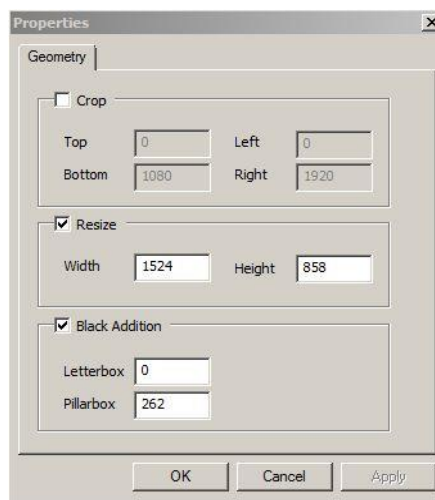 Properties
Geometry
Crop
Top 0 Left 0
Bottom 1080 Right 1920
Resize
Width 1524 Height 858
Black Addition
Letterbox 0
Pillarbox 262
OK Cancel Apply